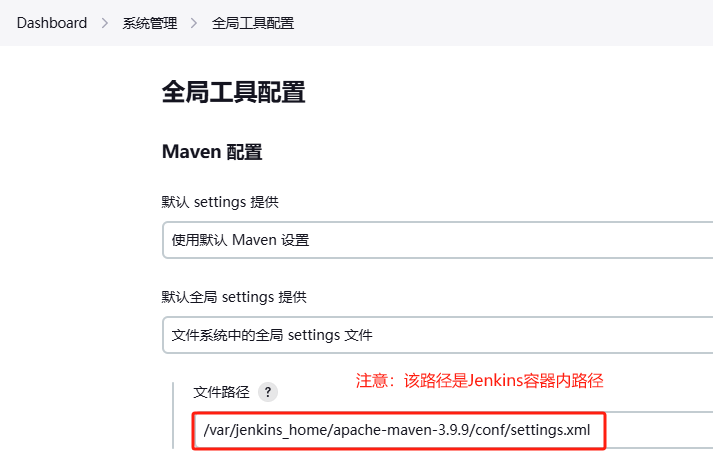 Dashboard > 系统管理 > 全局工具配置
全局工具配置
Maven 配置
默认 settings 提供
使用默认 Maven 设置
默认全局 settings 提供
文件系统中的全局 settings 文件
注意：该路径是Jenkins容器内路径
文件路径 ?
/var/jenkins_home/apache-maven-3.9.9/conf/settings.xml